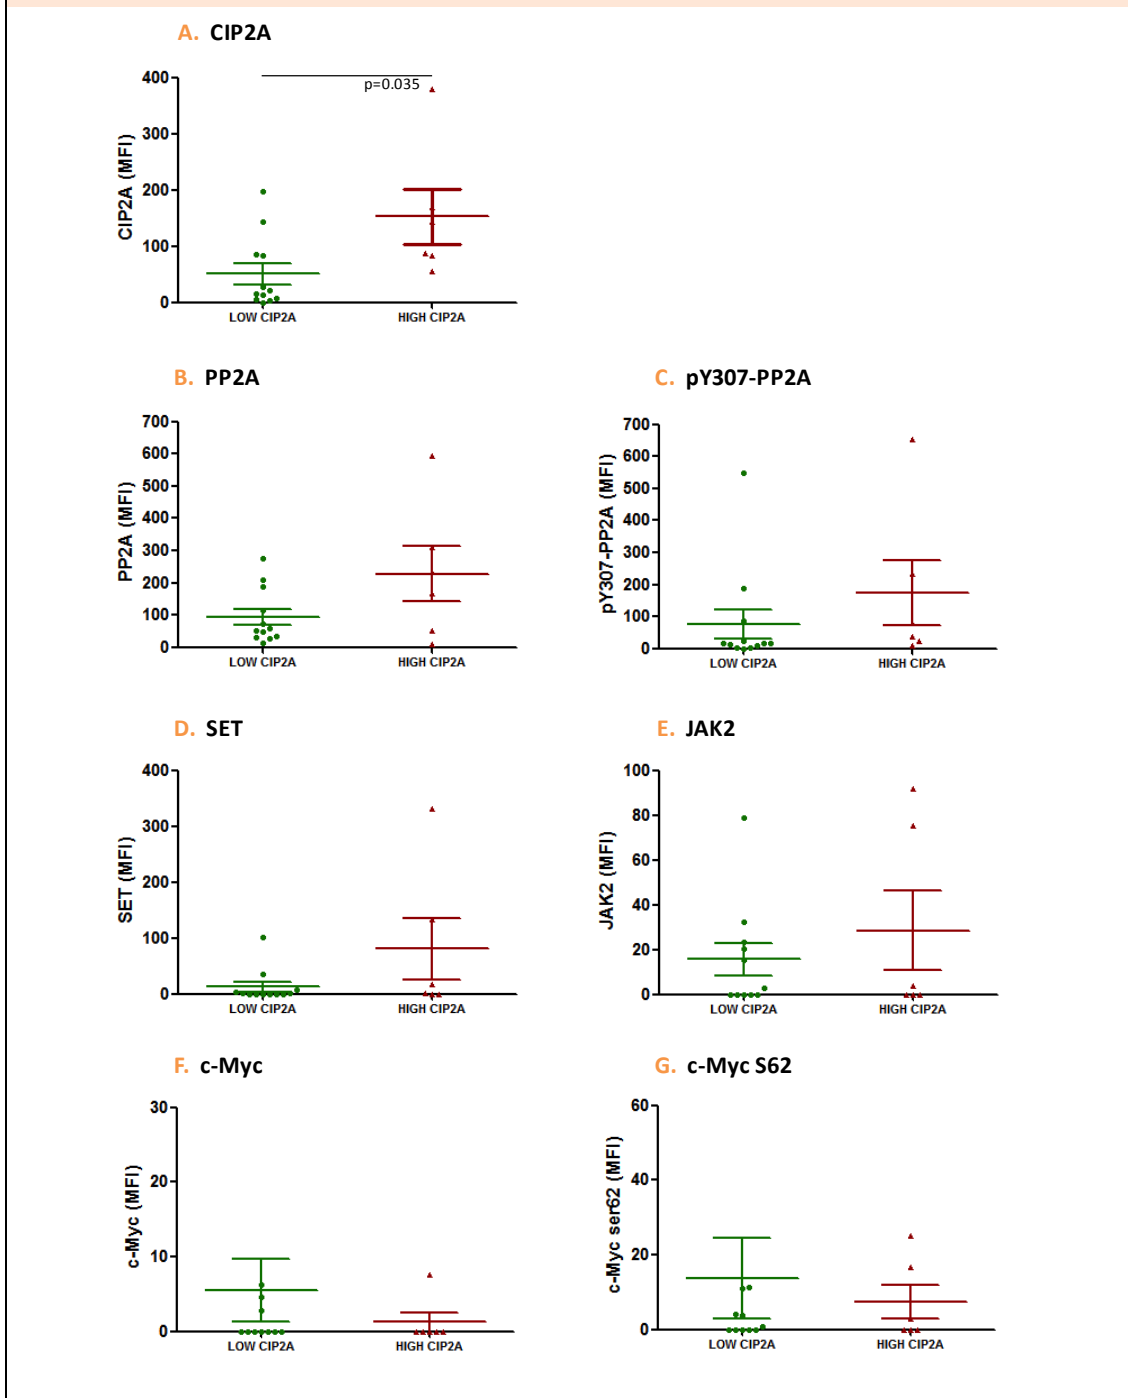 A. CIP2A
p=0.035
400
300
200
100
0
CIP2A (MFI)
LOW CIP2A HIGH CIP2A
B. PP2A
700
600
500
400
300
200
100
0
PP2A (MFI)
LOW CIP2A HIGH CIP2A
C. pY307-PP2A
700
600
500
400
300
200
100
0
pY307-PP2A (MFI)
LOW CIP2A HIGH CIP2A
D. SET
400
300
200
100
0
SET (MFI)
LOW CIP2A HIGH CIP2A
E. JAK2
100
80
60
40
20
0
JAK2 (MFI)
LOW CIP2A HIGH CIP2A
F. c-Myc
30
20
10
0
c-Myc (MFI)
LOW CIP2A HIGH CIP2A
G. c-Myc S62
60
40
20
0
c-Myc ser62 (MFI)
LOW CIP2A HIGH CIP2A